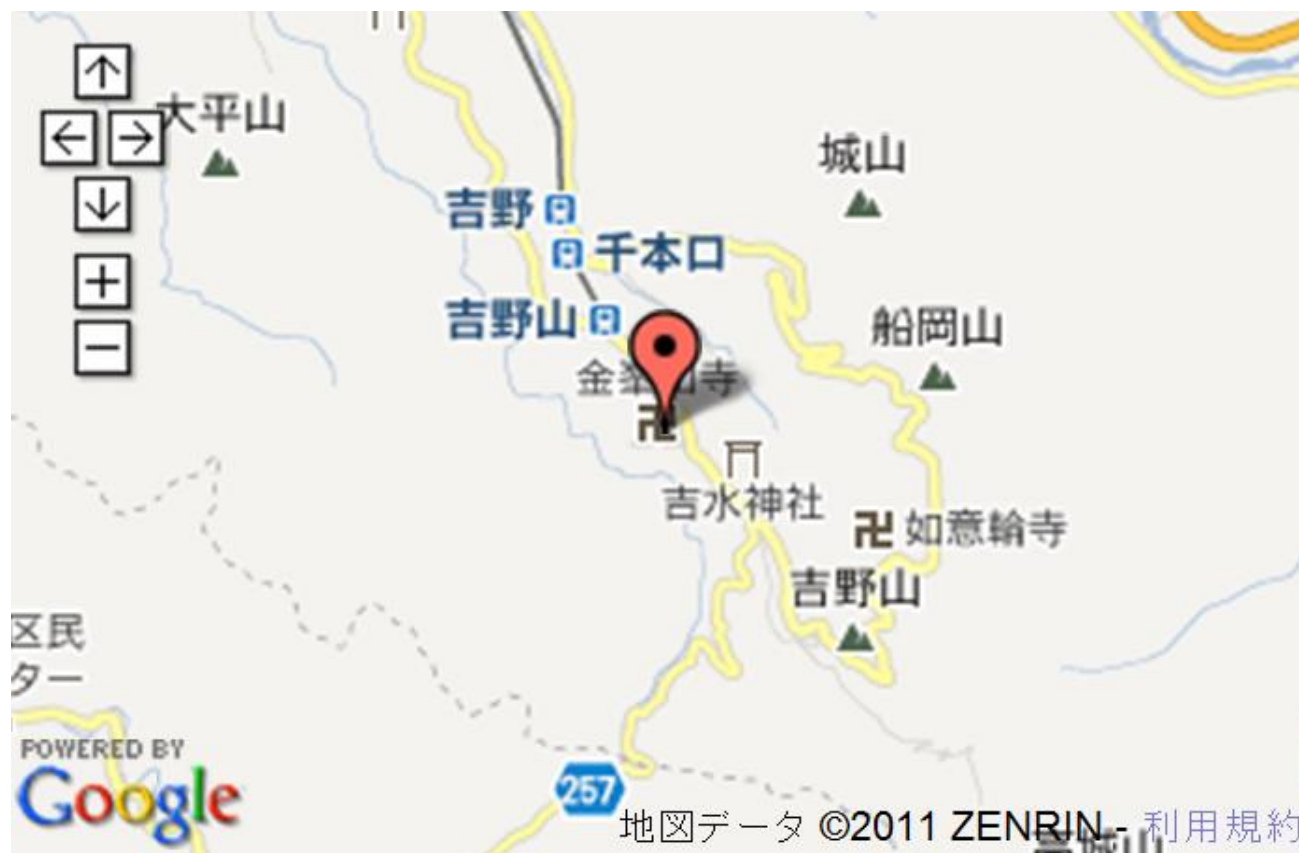 大平山
城山
吉野
千本口
吉野山
船岡山
吉水神社
如意輪寺
吉野山
区民
ター
POWERED BY
Google
257
地図データ ©2011 ZENRIN - 利用規約